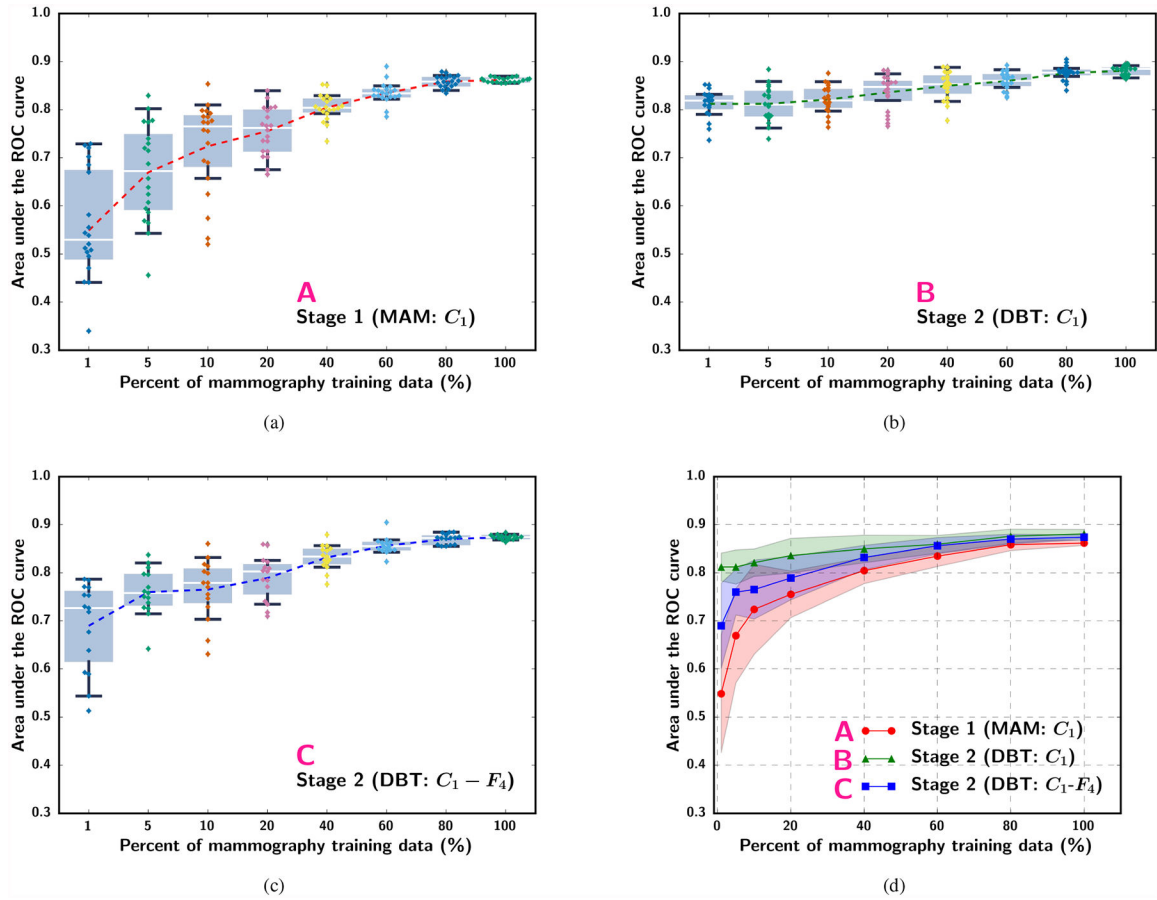 1.0
0.9
0.8
0.7
0.6
0.5
0.4
0.3
Area under the ROC curve
A
Stage 1 (MAM: C₁)
1 5 10 20 40 60 80 100
Percent of mammography training data (%)
(a)
1.0
0.9
0.8
0.7
0.6
0.5
0.4
0.3
Area under the ROC curve
B
Stage 2 (DBT: C₁)
1 5 10 20 40 60 80 100
Percent of mammography training data (%)
(b)
1.0
0.9
0.8
0.7
0.6
0.5
0.4
0.3
Area under the ROC curve
C
Stage 2 (DBT: C₁ − F₄)
1 5 10 20 40 60 80 100
Percent of mammography training data (%)
(c)
1.0
0.9
0.8
0.7
0.6
0.5
0.4
0.3
Area under the ROC curve
A Stage 1 (MAM: C₁)
B Stage 2 (DBT: C₁)
C Stage 2 (DBT: C₁-F₄)
0 20 40 60 80 100
Percent of mammography training data (%)
(d)